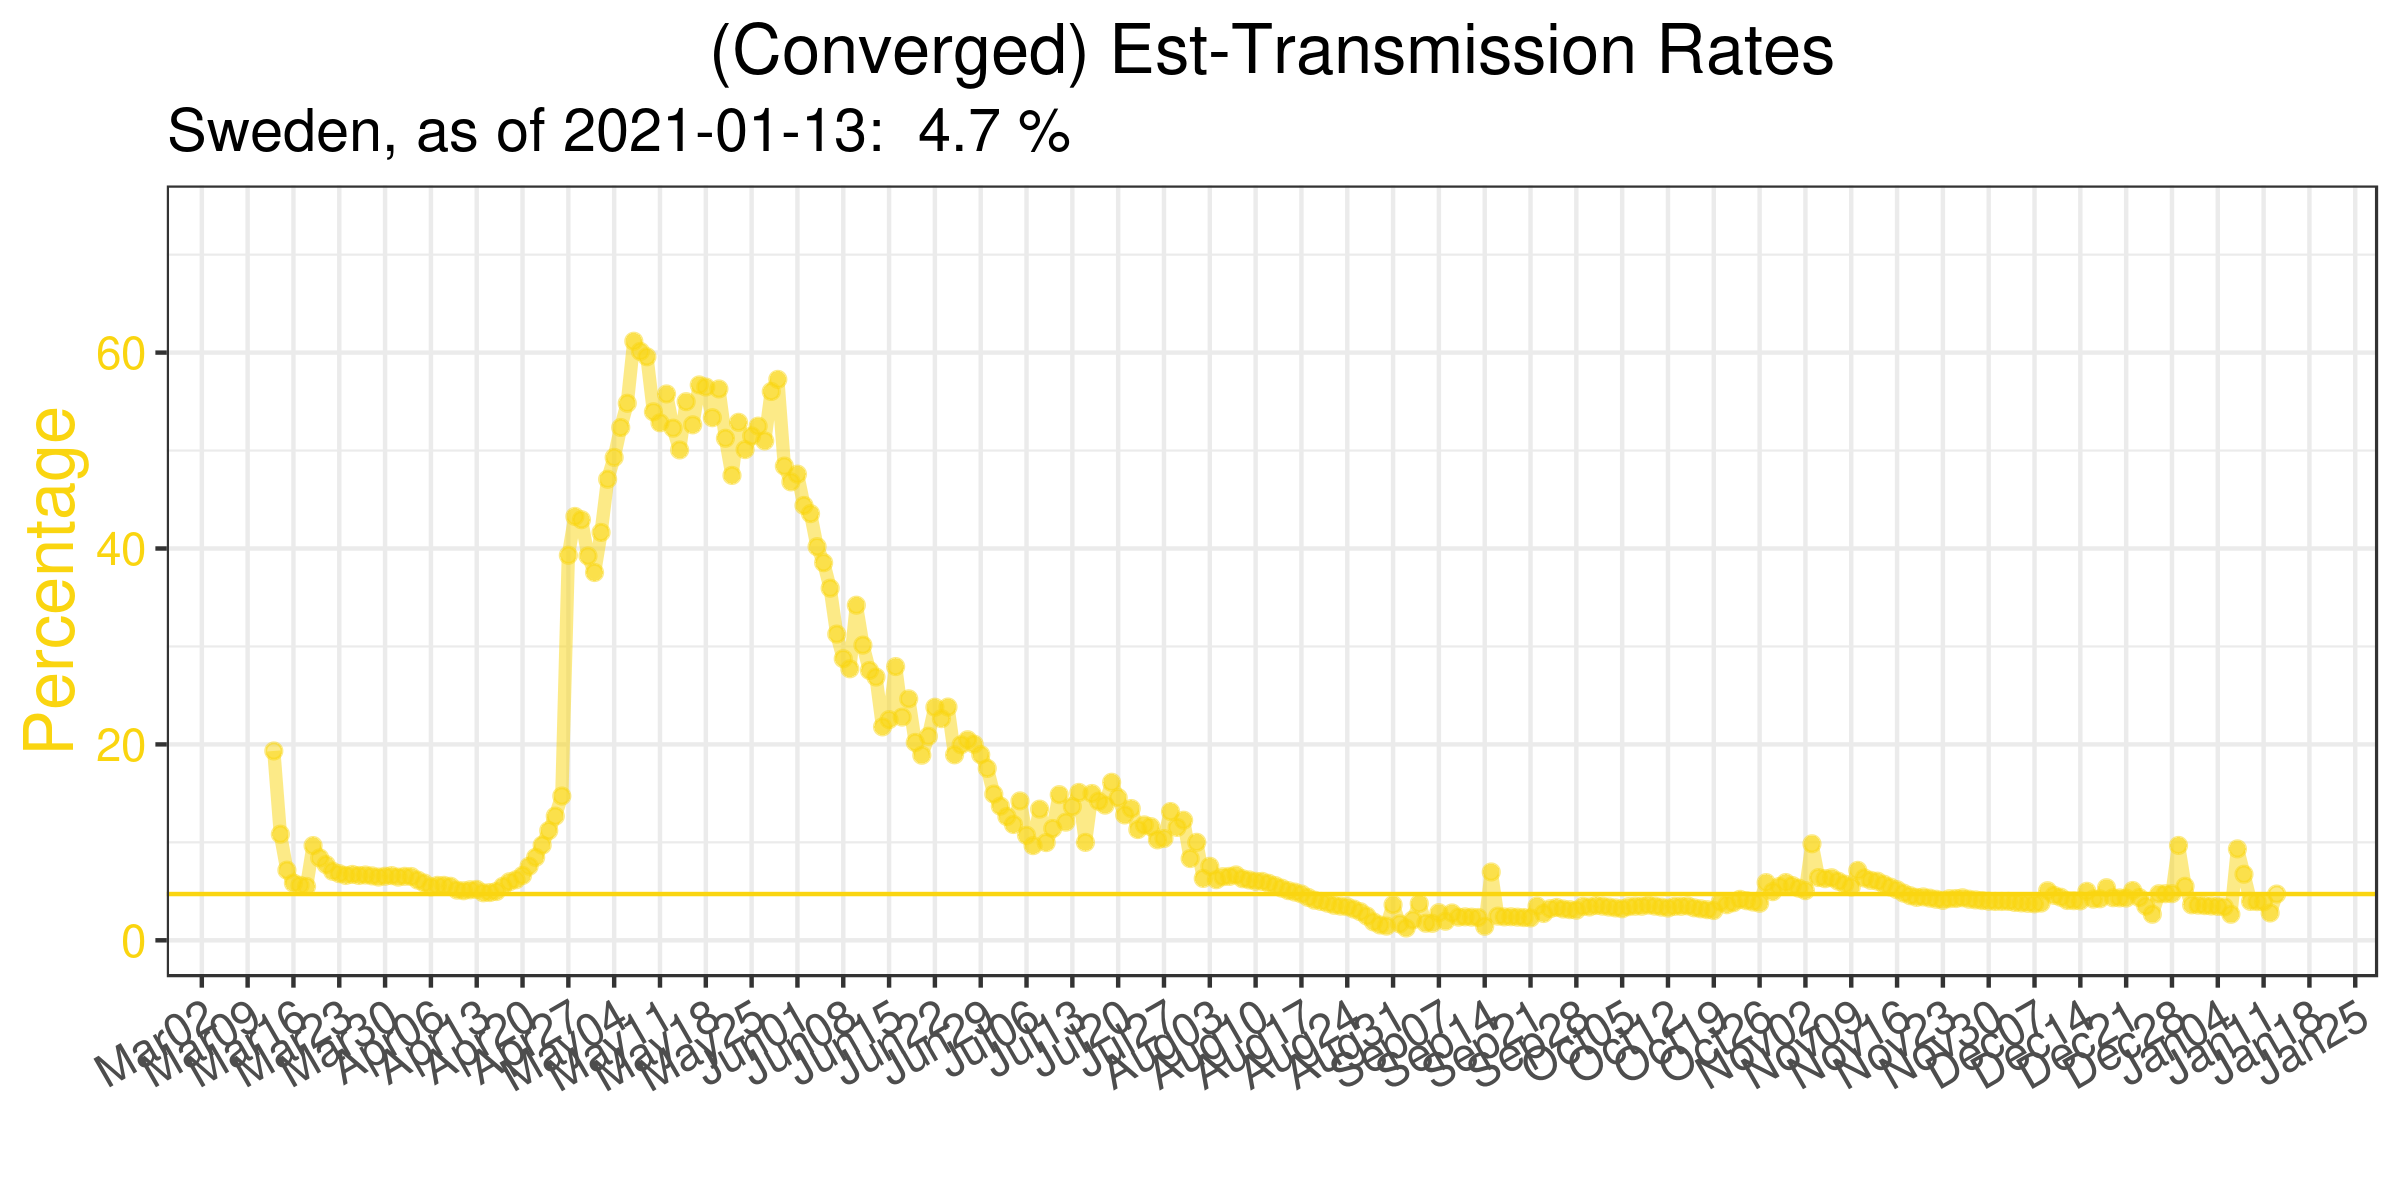 (Converged) Est-Transmission Rates
Sweden, as of 2021-01-13:  4.7 %
Percentage
60
40
20
0
Mar02
Mar09
Mar16
Mar23
Mar30
Apr06
Apr13
Apr20
Apr27
May04
May11
May18
May25
Jun01
Jun08
Jun15
Jun22
Jun29
Jul06
Jul13
Jul20
Jul27
Aug03
Aug10
Aug17
Aug24
Aug31
Sep07
Sep14
Sep21
Sep28
Oct05
Oct12
Oct19
Oct26
Nov02
Nov09
Nov16
Nov23
Nov30
Dec07
Dec14
Dec21
Dec28
Jan04
Jan11
Jan18
Jan25